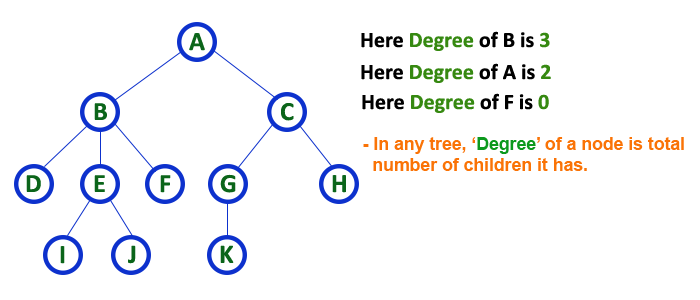 A
Here Degree of B is 3
Here Degree of A is 2
B
C
Here Degree of F is 0
- In any tree, ‘Degree’ of a node is total
number of children it has.
D
E
F
G
H
I
J
K